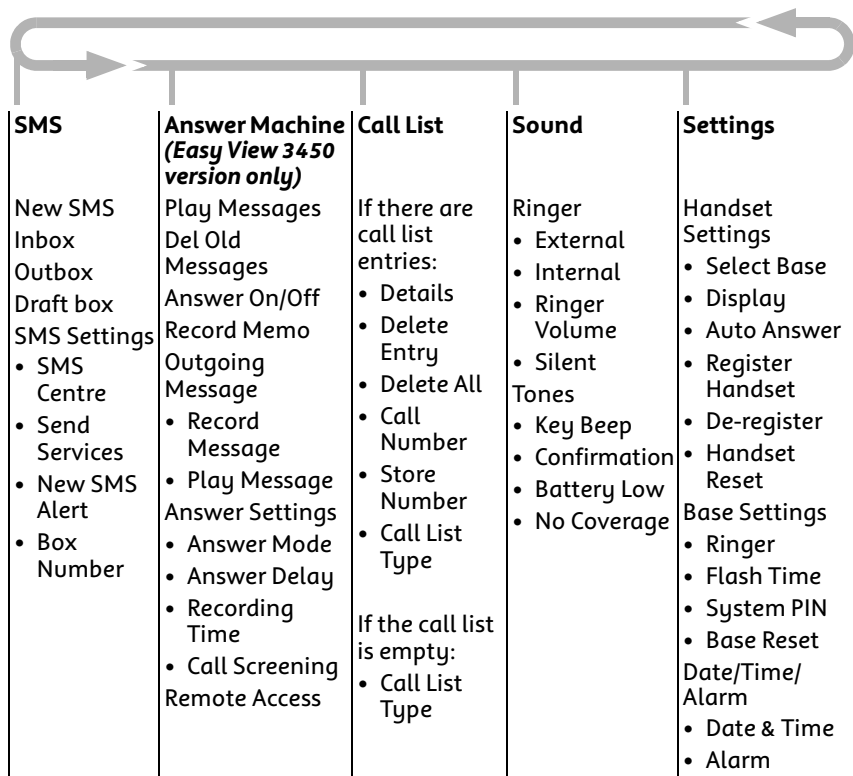 SMS
New SMS
Inbox
Outbox
Draft box
SMS Settings
• SMS
Centre
• Send
Services
• New SMS
Alert
• Box
Number
Answer Machine
(Easy View 3450
version only)
Play Messages
Del Old
Messages
Answer On/Off
Record Memo
Outgoing
Message
• Record
Message
• Play Message
Answer Settings
• Answer Mode
• Answer Delay
• Recording
Time
• Call Screening
Remote Access
Call List
If there are
call list
entries:
• Details
• Delete
Entry
• Delete All
• Call
Number
• Store
Number
• Call List
Type
If the call list
is empty:
• Call List
Type
Sound
Ringer
• External
• Internal
• Ringer
Volume
• Silent
Tones
• Key Beep
• Confirmation
• Battery Low
• No Coverage
Settings
Handset
Settings
• Select Base
• Display
• Auto Answer
• Register
Handset
• De-register
• Handset
Reset
Base Settings
• Ringer
• Flash Time
• System PIN
• Base Reset
Date/Time/
Alarm
• Date & Time
• Alarm